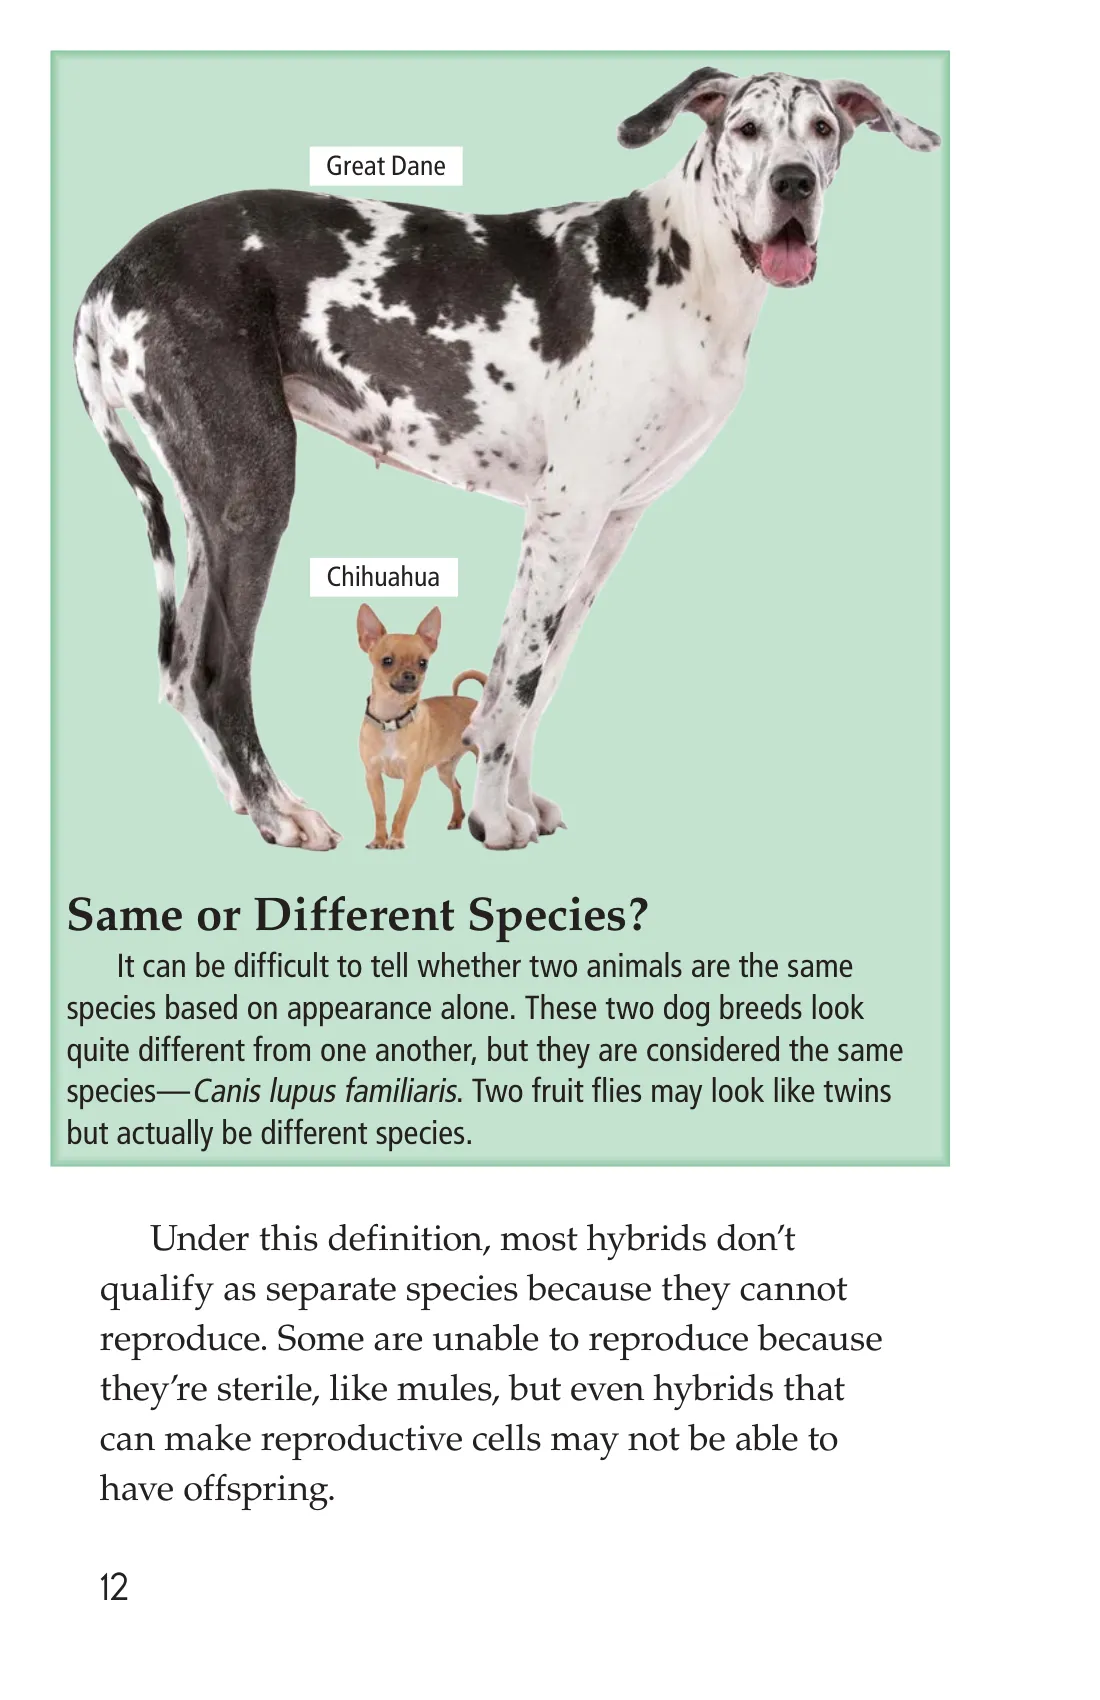 Great Dane
Chihuahua
Same or Different Species?
It can be difficult to tell whether two animals are the same
species based on appearance alone. These two dog breeds look
quite different from one another, but they are considered the same
species—Canis lupus familiaris. Two fruit flies may look like twins
but actually be different species.
Under this definition, most hybrids don’t
qualify as separate species because they cannot
reproduce. Some are unable to reproduce because
they’re sterile, like mules, but even hybrids that
can make reproductive cells may not be able to
have offspring.
12